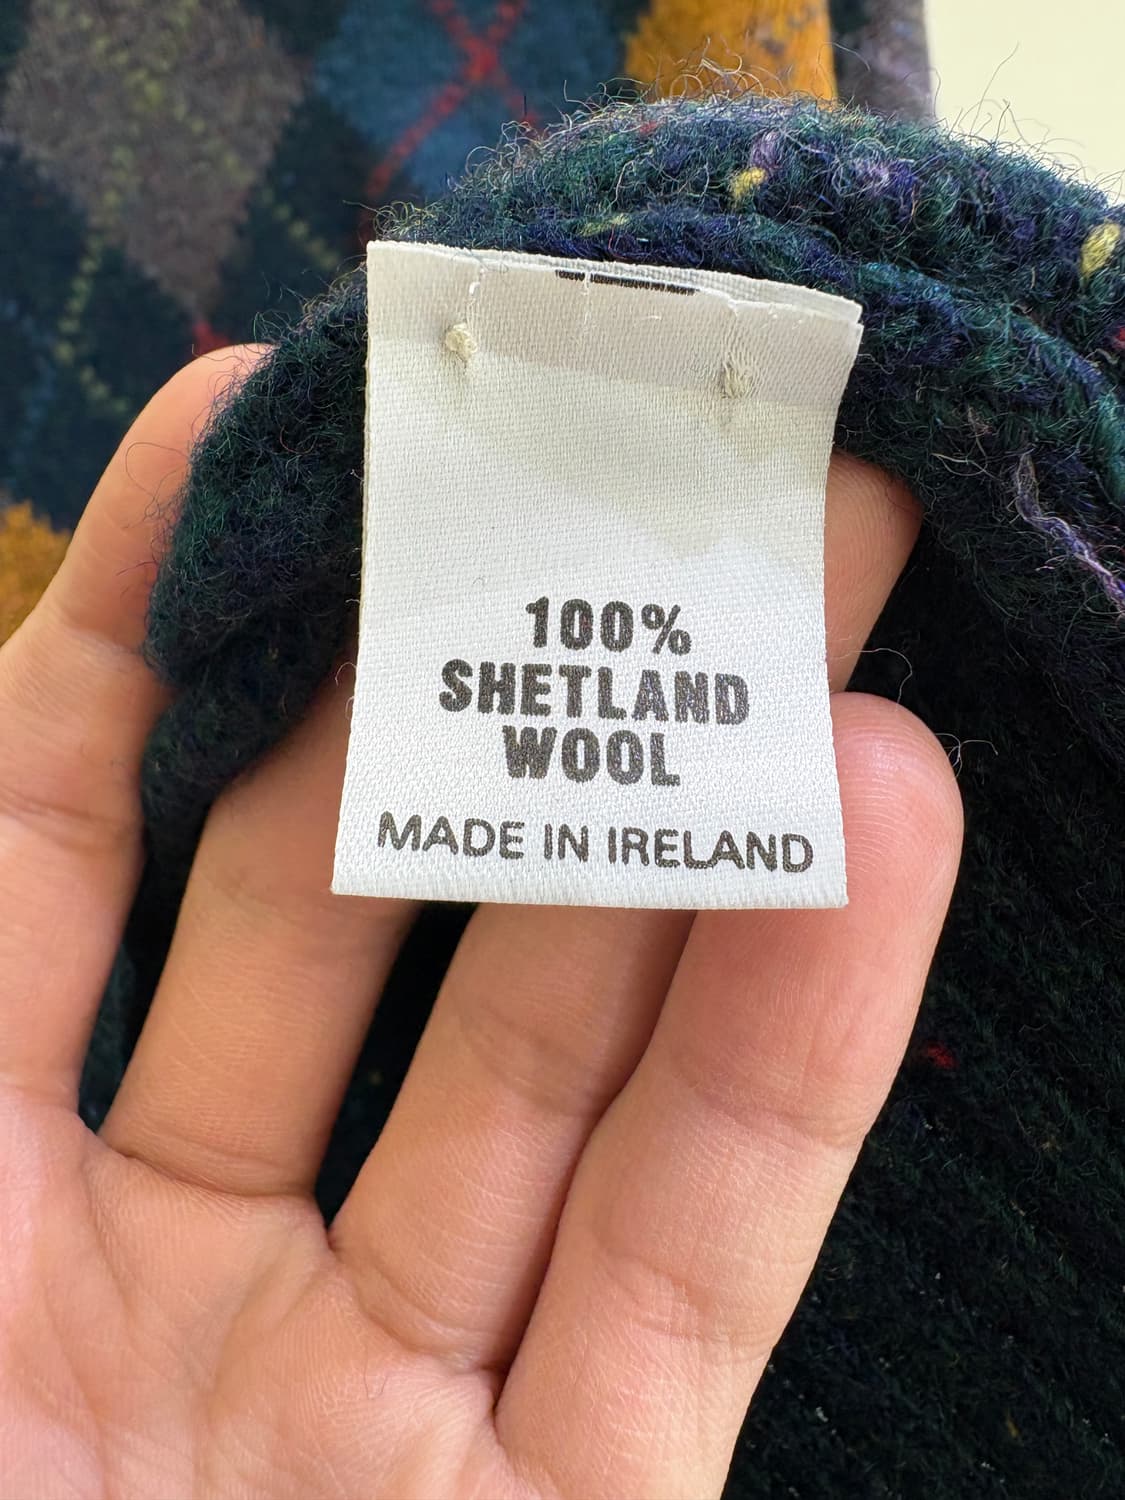 100%
SHETLAND
WOOL
MADE IN IRELAND